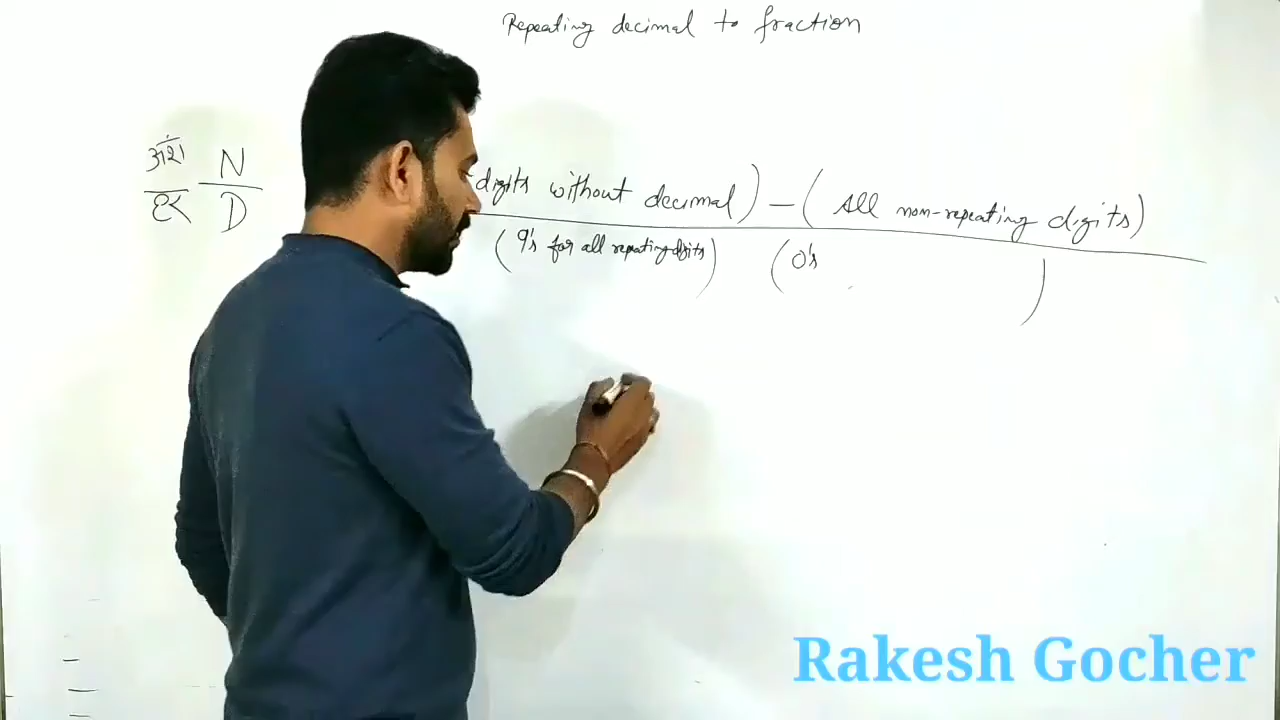 Repeating decimal to fraction
अंश N
हर D
digits without decimal) - (All non-repeating digits)
(9's for all repeating digits) (0's )
Rakesh Gocher